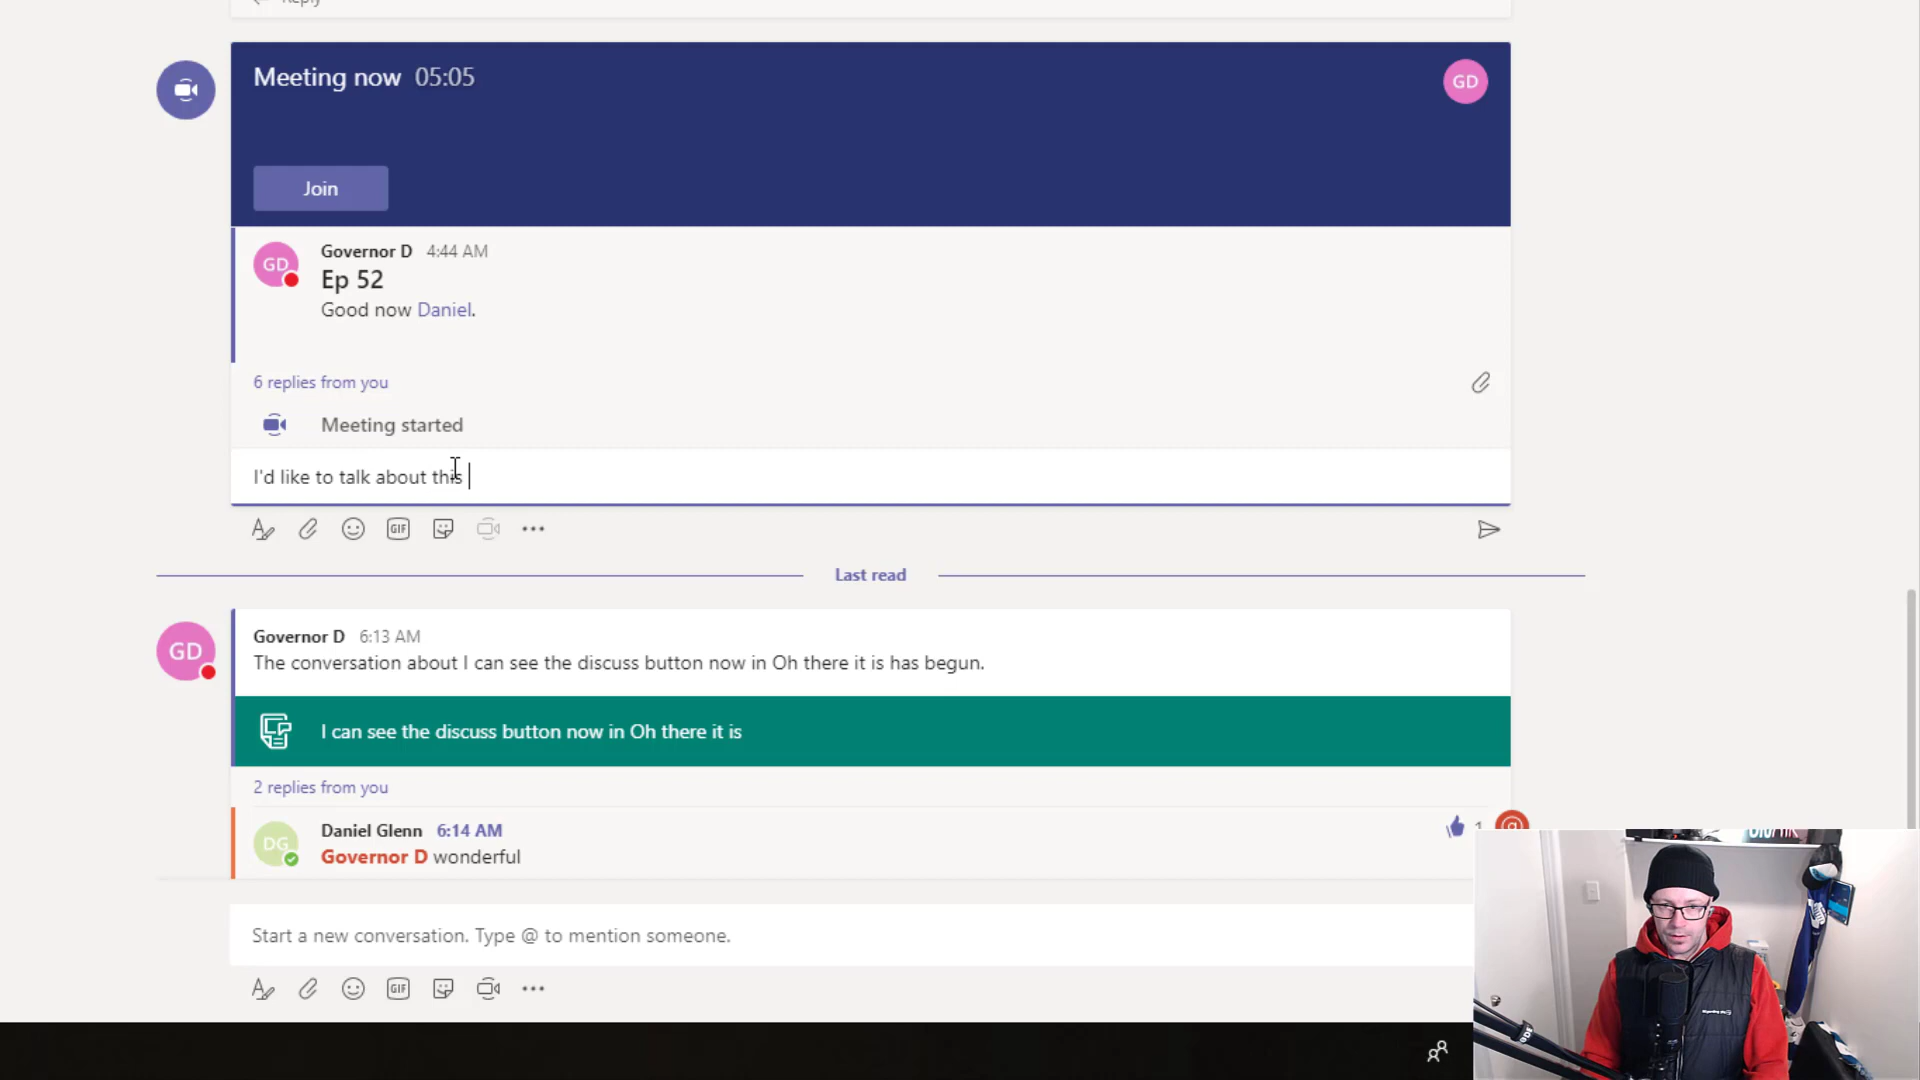 Reply
Meeting now 05:05
GD
Join
Governor D 4:44 AM
GD
Ep 52
Good now Daniel.
6 replies from you
Meeting started
I'd like to talk about this
GIF
Last read
Governor D 6:13 AM
GD
The conversation about I can see the discuss button now in Oh there it is has begun.
I can see the discuss button now in Oh there it is
2 replies from you
Daniel Glenn 6:14 AM
1
@
DG
Governor D wonderful
Start a new conversation. Type @ to mention someone.
GIF